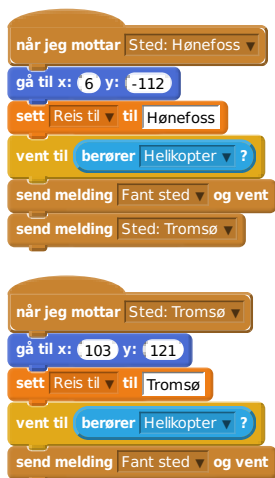 når jeg mottar Sted: Hønefoss
gå til x: 6 y: -112
sett Reis til til Hønefoss
vent til berører Helikopter ?
send melding Fant sted og vent
send melding Sted: Tromsø
når jeg mottar Sted: Tromsø
gå til x: 103 y: 121
sett Reis til til Tromsø
vent til berører Helikopter ?
send melding Fant sted og vent